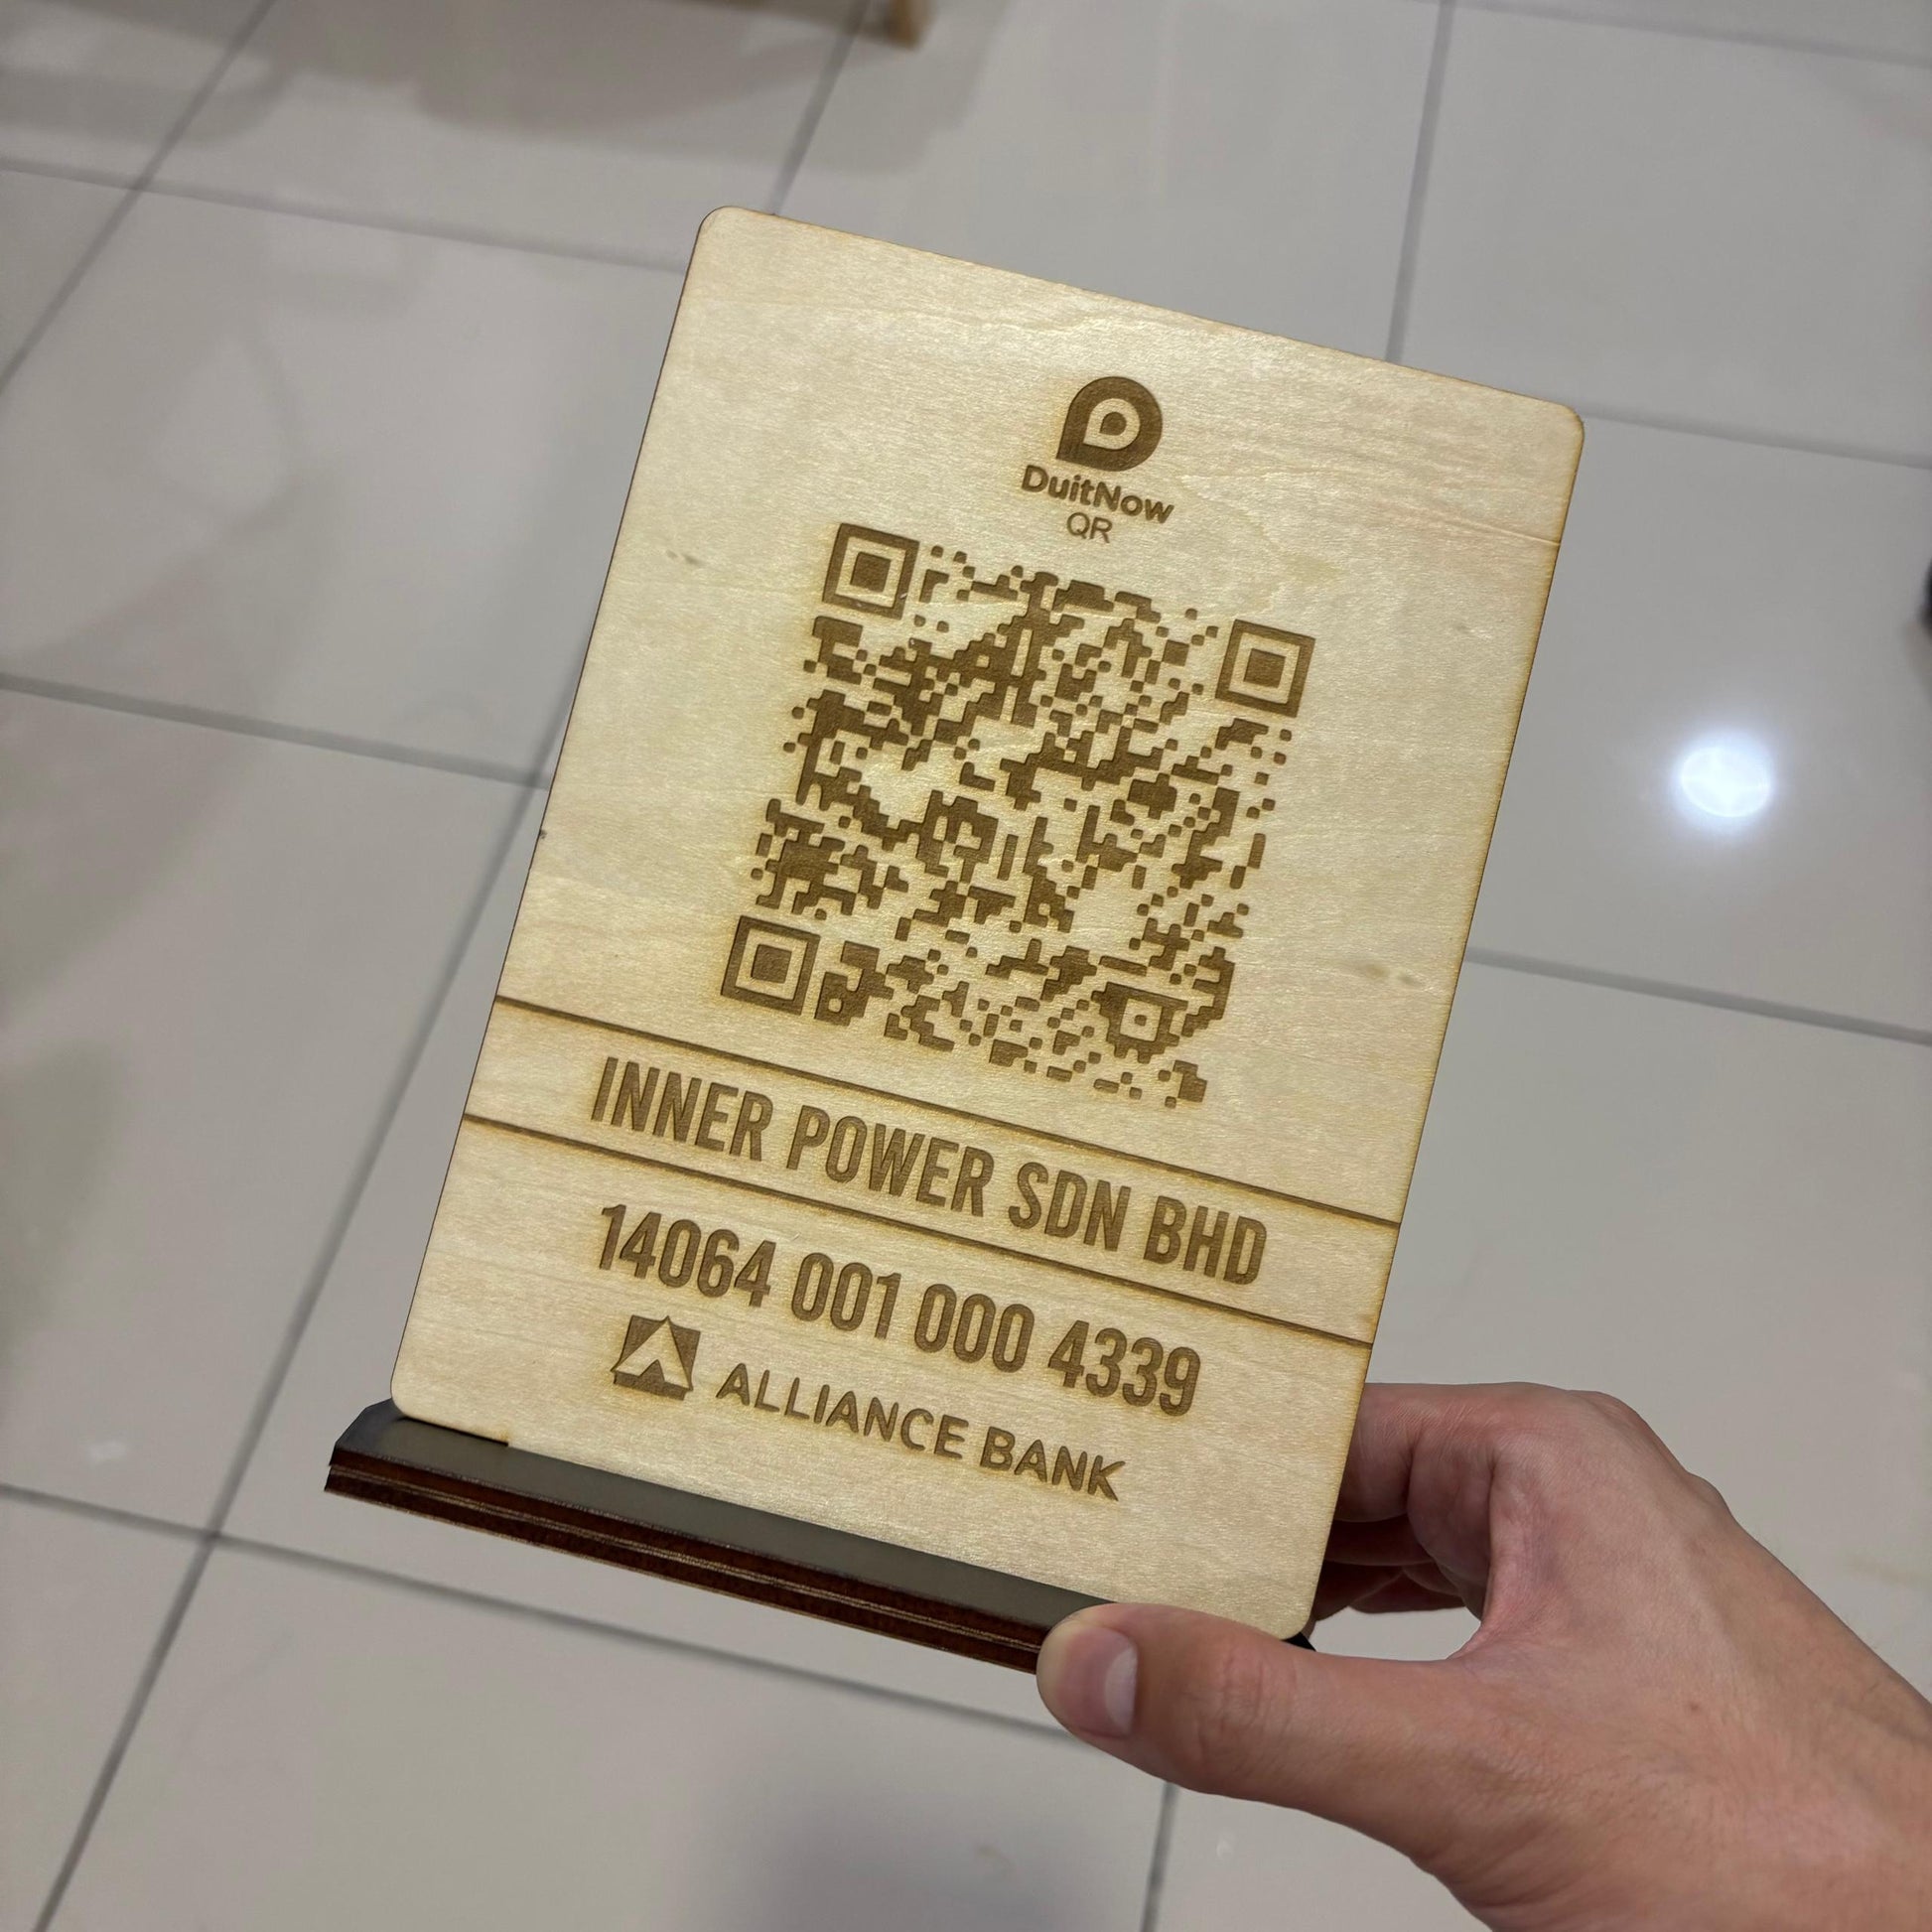 DuitNow
QR
INNER POWER SDN BHD
14064 001 000 4339
ALLIANCE BANK